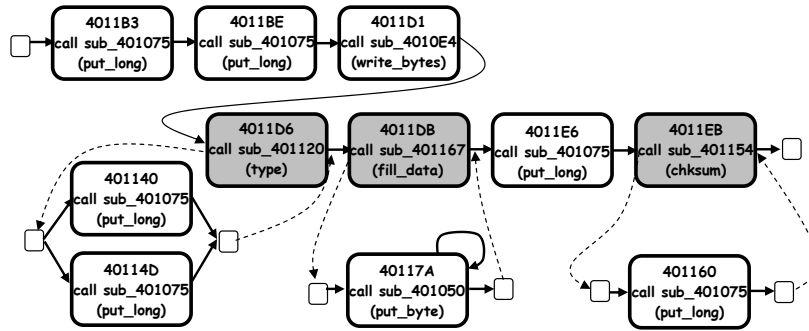 4011B3
call sub_401075
(put_long)
4011BE
call sub_401075
(put_long)
4011D1
call sub_4010E4
(write_bytes)
4011D6
call sub_401120
(type)
4011DB
call sub_401167
(fill_data)
4011E6
call sub_401075
(put_long)
4011EB
call sub_401154
(chksum)
401140
call sub_401075
(put_long)
40114D
call sub_401075
(put_long)
40117A
call sub_401050
(put_byte)
401160
call sub_401075
(put_long)